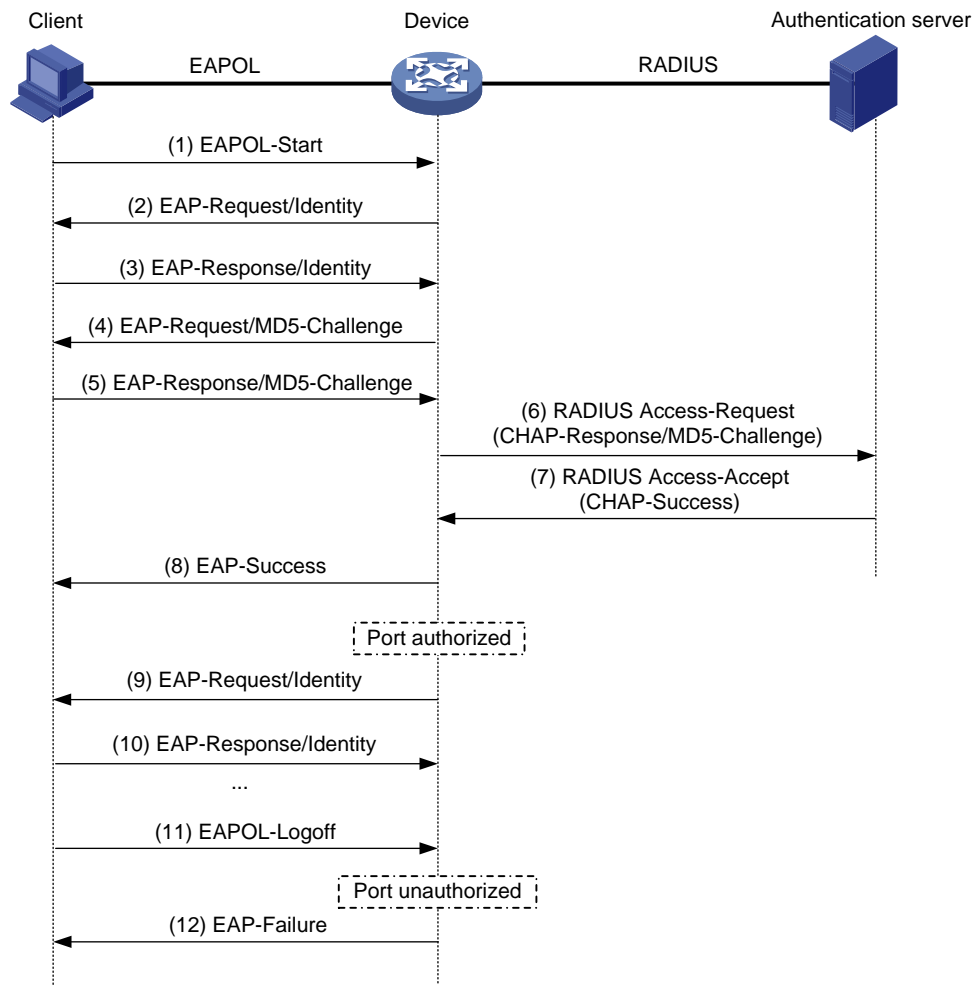 Client
Device
Authentication server
EAPOL
RADIUS
(1) EAPOL-Start
(2) EAP-Request/Identity
(3) EAP-Response/Identity
(4) EAP-Request/MD5-Challenge
(5) EAP-Response/MD5-Challenge
(6) RADIUS Access-Request
(CHAP-Response/MD5-Challenge)
(7) RADIUS Access-Accept
(CHAP-Success)
(8) EAP-Success
Port authorized
(9) EAP-Request/Identity
(10) EAP-Response/Identity
...
(11) EAPOL-Logoff
Port unauthorized
(12) EAP-Failure